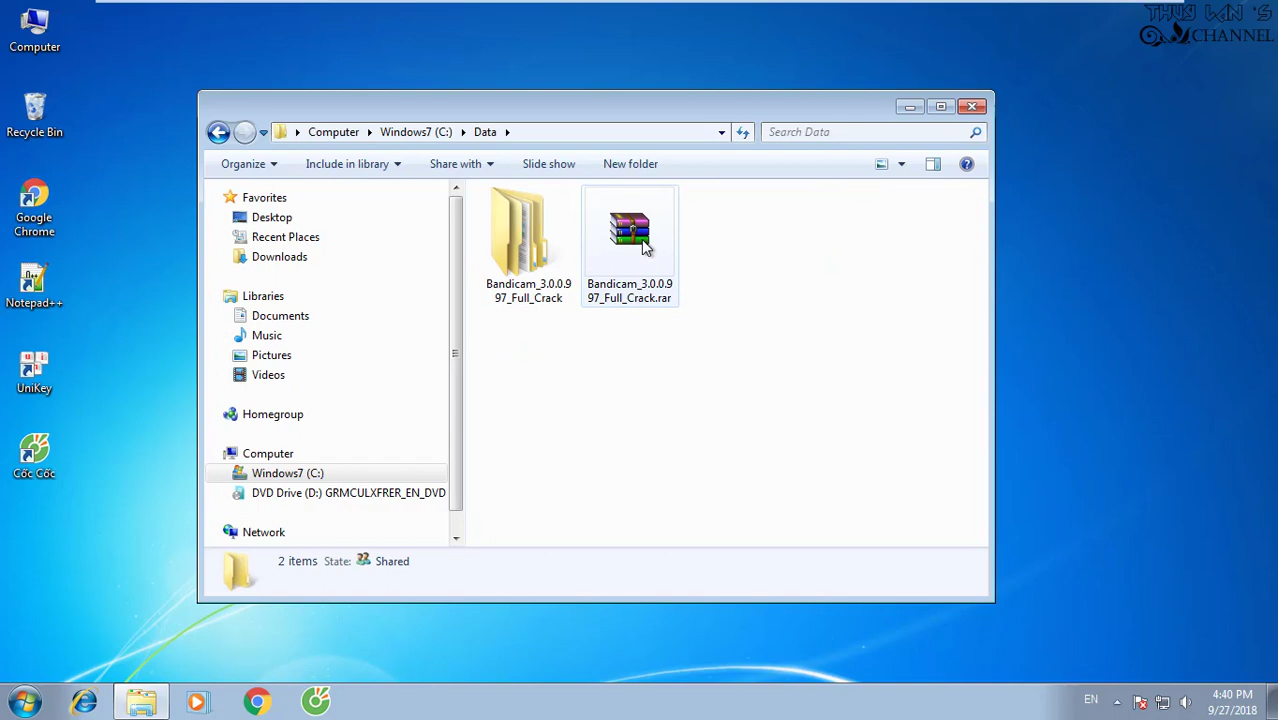 Computer
Recycle Bin
Google
Chrome
Notepad++
UniKey
Cốc Cốc
THUY WIN 'S
CHANNEL
Computer
Windows7 (C:)
Data
Search Data
Organize
Include in library
Share with
Slide show
New folder
Favorites
Desktop
Recent Places
Downloads
Libraries
Documents
Music
Pictures
Videos
Homegroup
Computer
Windows7 (C:)
DVD Drive (D:) GRMCULXFRER_EN_DVD
Network
Bandicam_3.0.0.9
97_Full_Crack
Bandicam_3.0.0.9
97_Full_Crack.rar
2 items State: Shared
EN
4:40 PM
9/27/2018